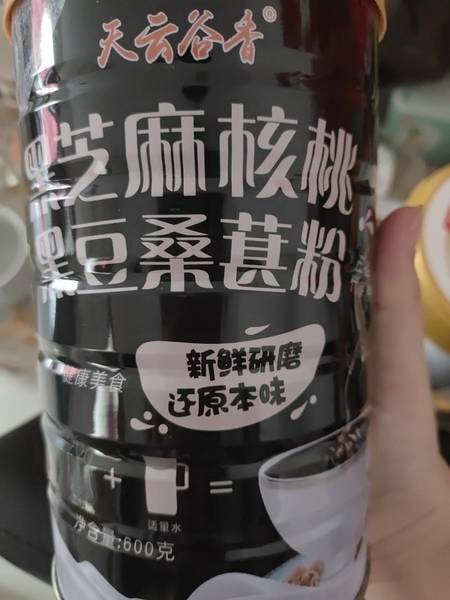 天云谷香®
黑芝麻核桃
黑豆桑葚粉
新鲜研磨
还原本味
健康美食
+
=
适量水
净含量:600克